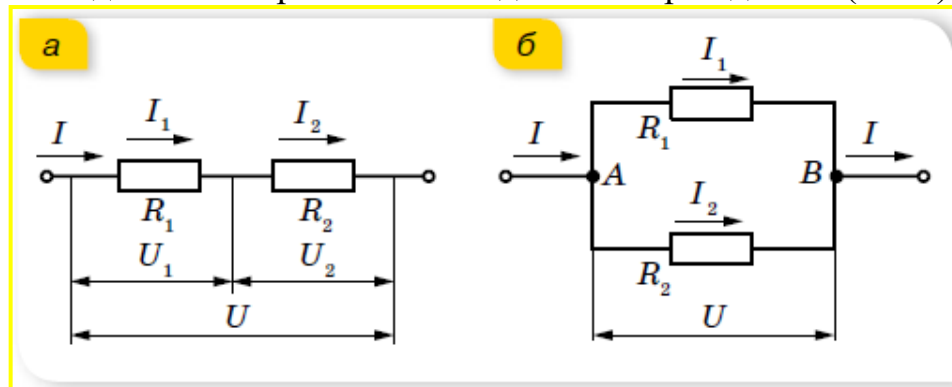 а
б
I
I₁
I₂
R₁
R₂
U₁
U₂
U
I
I₁
R₁
A
B
I
I₂
R₂
U